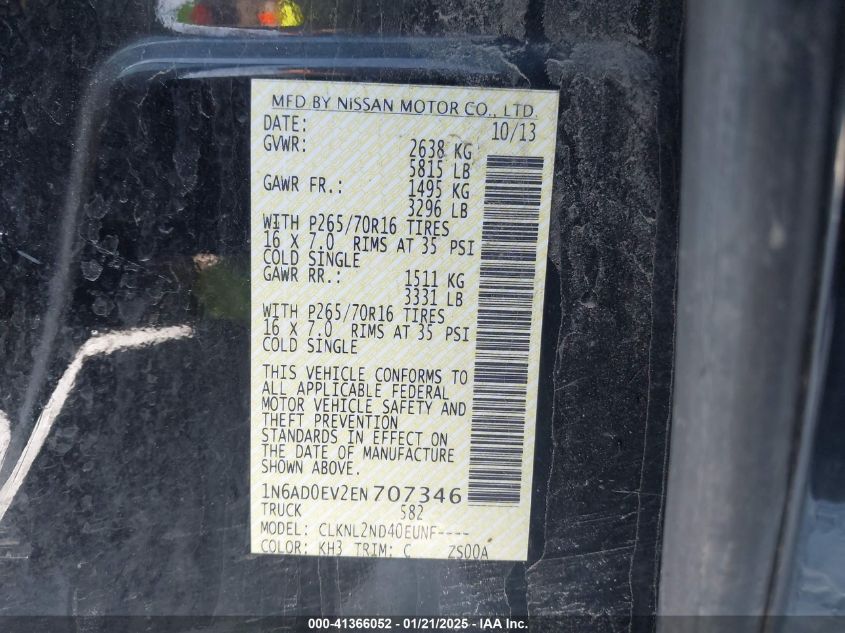 MFD BY NISSAN MOTOR CO., LTD.
DATE: 10/13
GVWR: 2638 KG
5815 LB
GAWR FR.: 1495 KG
3296 LB
WITH P265/70R16 TIRES
16 X 7.0 RIMS AT 35 PSI
COLD SINGLE
GAWR RR.: 1511 KG
3331 LB
WITH P265/70R16 TIRES
16 X 7.0 RIMS AT 35 PSI
COLD SINGLE
THIS VEHICLE CONFORMS TO
ALL APPLICABLE FEDERAL
MOTOR VEHICLE SAFETY AND
THEFT PREVENTION
STANDARDS IN EFFECT ON
THE DATE OF MANUFACTURE
SHOWN ABOVE.
1N6AD0EV2EN707346
TRUCK 582
MODEL: CLKNL2ND40EUNF----
COLOR: KH3 TRIM: C ZS00A
000-41366052 - 01/21/2025 - IAA Inc.